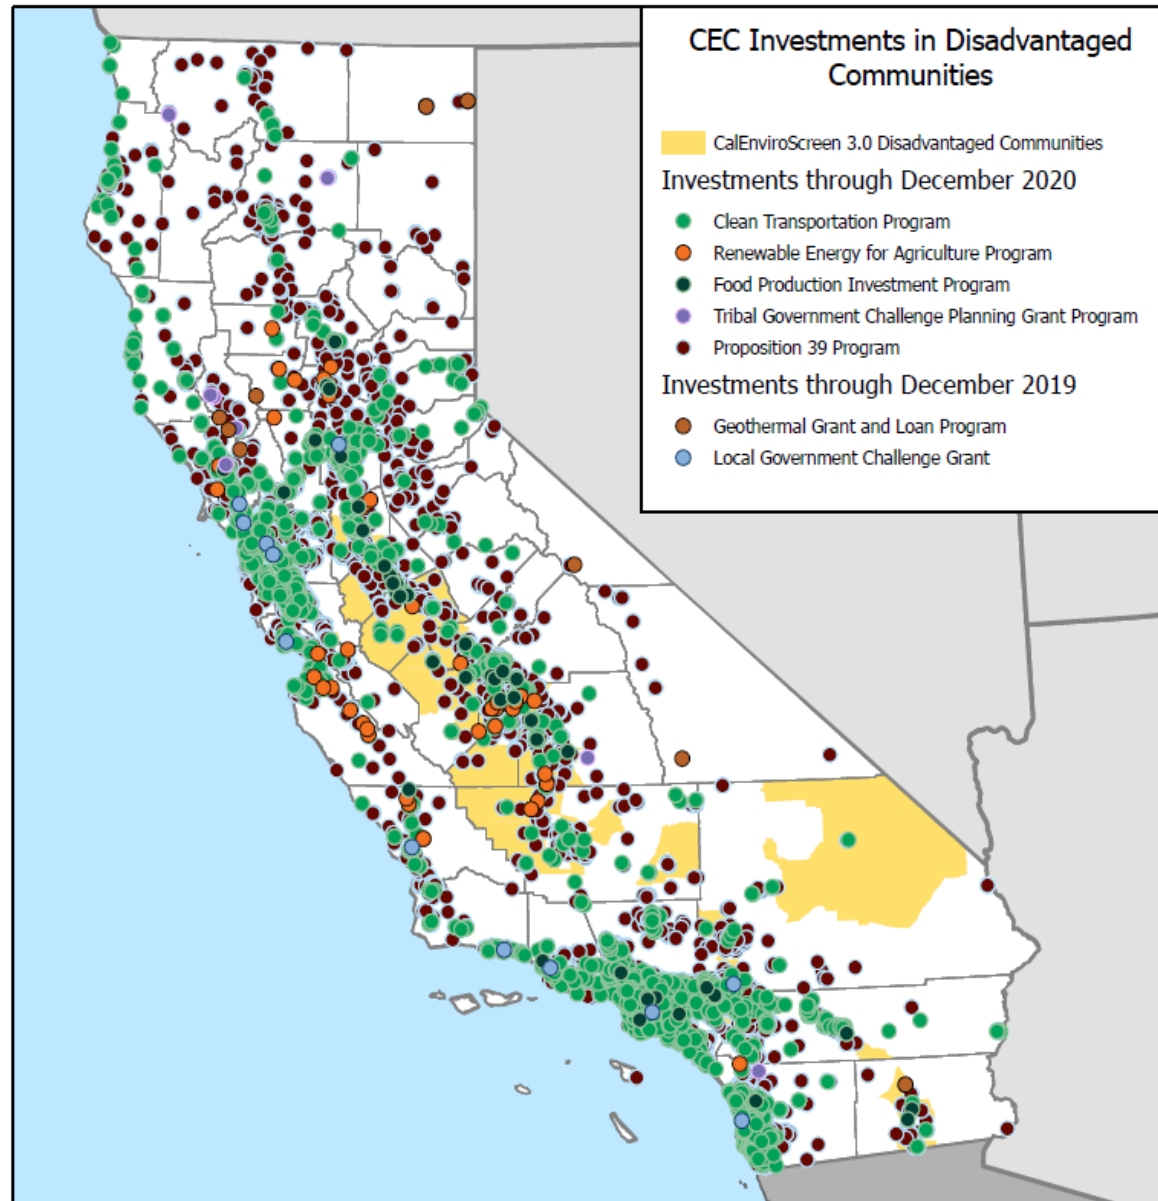 CEC Investments in Disadvantaged
Communities
CalEnviroScreen 3.0 Disadvantaged Communities
Investments through December 2020
Clean Transportation Program
Renewable Energy for Agriculture Program
Food Production Investment Program
Tribal Government Challenge Planning Grant Program
Proposition 39 Program
Investments through December 2019
Geothermal Grant and Loan Program
Local Government Challenge Grant